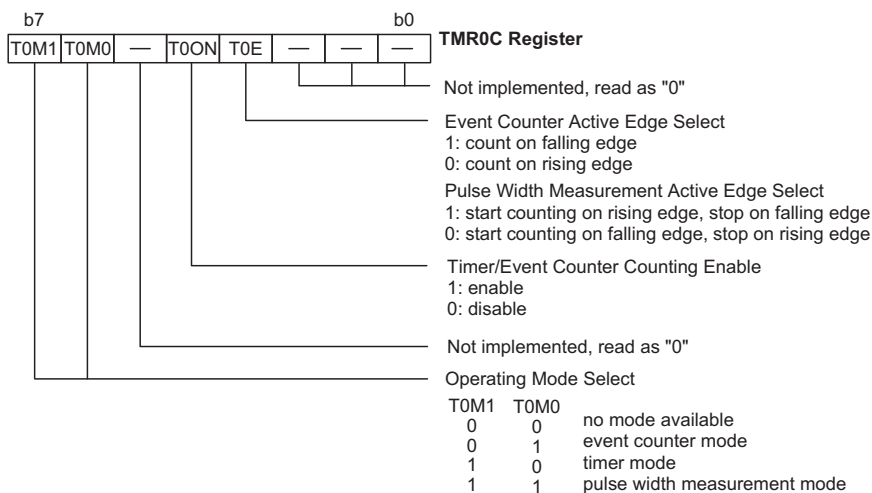 b7 b0
T0M1 T0M0 — T0ON T0E — — —
TMR0C Register
Not implemented, read as "0"
Event Counter Active Edge Select
1: count on falling edge
0: count on rising edge
Pulse Width Measurement Active Edge Select
1: start counting on rising edge, stop on falling edge
0: start counting on falling edge, stop on rising edge
Timer/Event Counter Counting Enable
1: enable
0: disable
Not implemented, read as "0"
Operating Mode Select
T0M1 T0M0
0 0 no mode available
0 1 event counter mode
1 0 timer mode
1 1 pulse width measurement mode